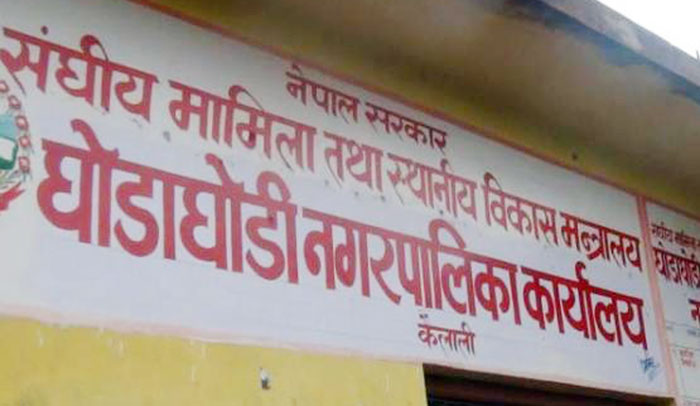 नेपाल सरकार
संघीय मामिला तथा स्थानीय विकास मन्त्रालय
घोडाघोडी नगरपालिका कार्यालय
कैलाली
घोडाघोडी